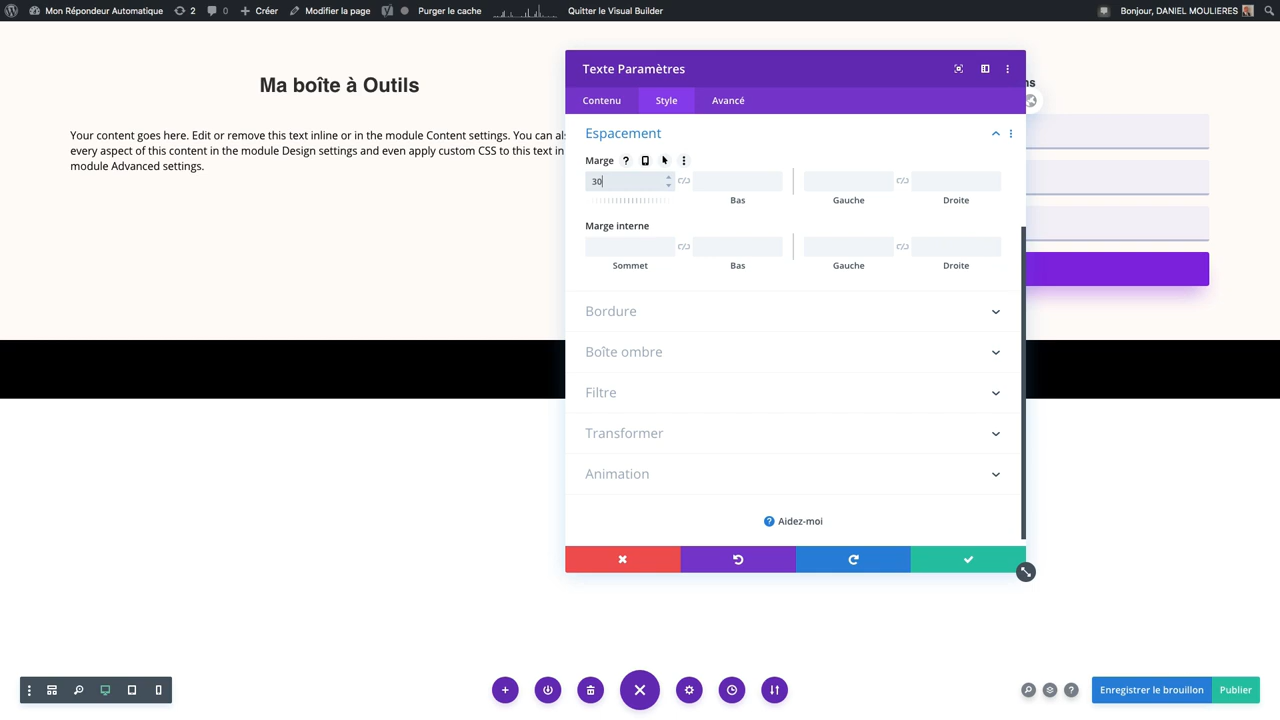 Mon Répondeur Automatique 2 0 Créer Modifier la page Purger le cache Quitter le Visual Builder Bonjour, DANIEL MOULIERES
Ma boîte à Outils
Your content goes here. Edit or remove this text inline or in the module Content settings. You can
every aspect of this content in the module Design settings and even apply custom CSS to this text in
module Advanced settings.
Texte Paramètres
Contenu Style Avancé
Espacement
Marge ?
30
Bas Gauche Droite
Marge interne
Sommet Bas Gauche Droite
Bordure
Boîte ombre
Filtre
Transformer
Animation
? Aidez-moi
? Enregistrer le brouillon Publier